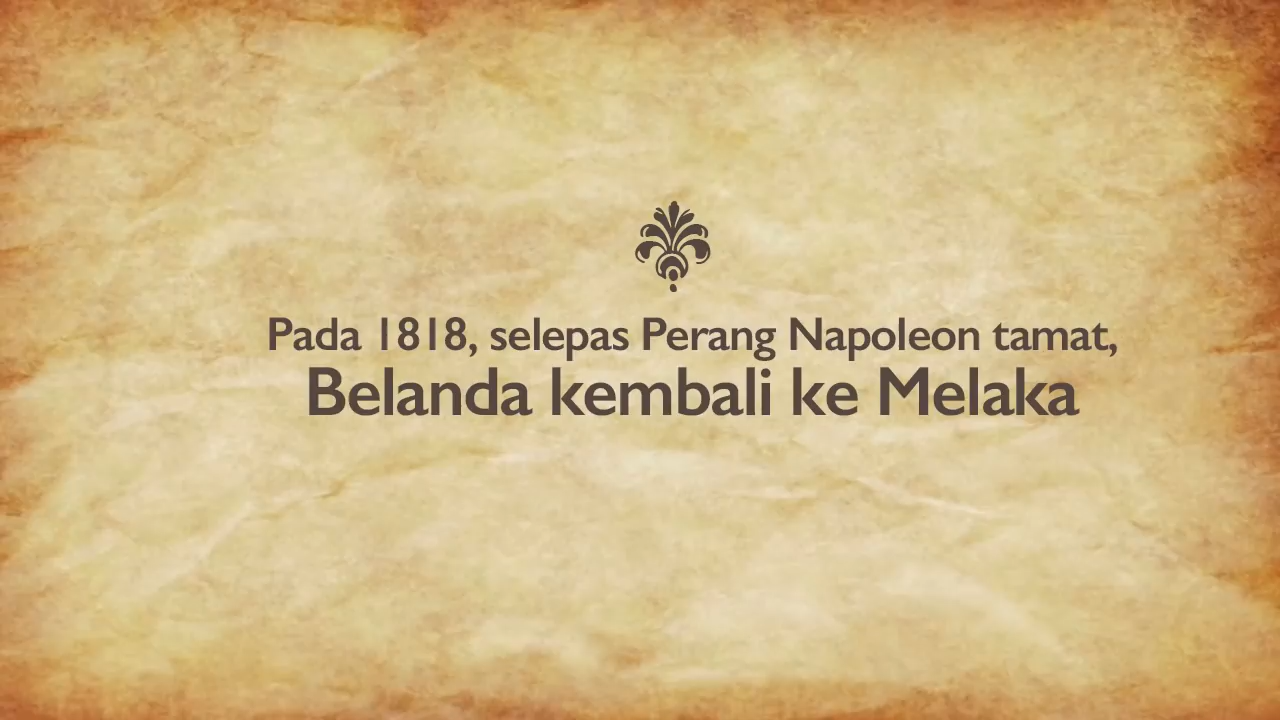 Pada 1818, selepas Perang Napoleon tamat,
Belanda kembali ke Melaka